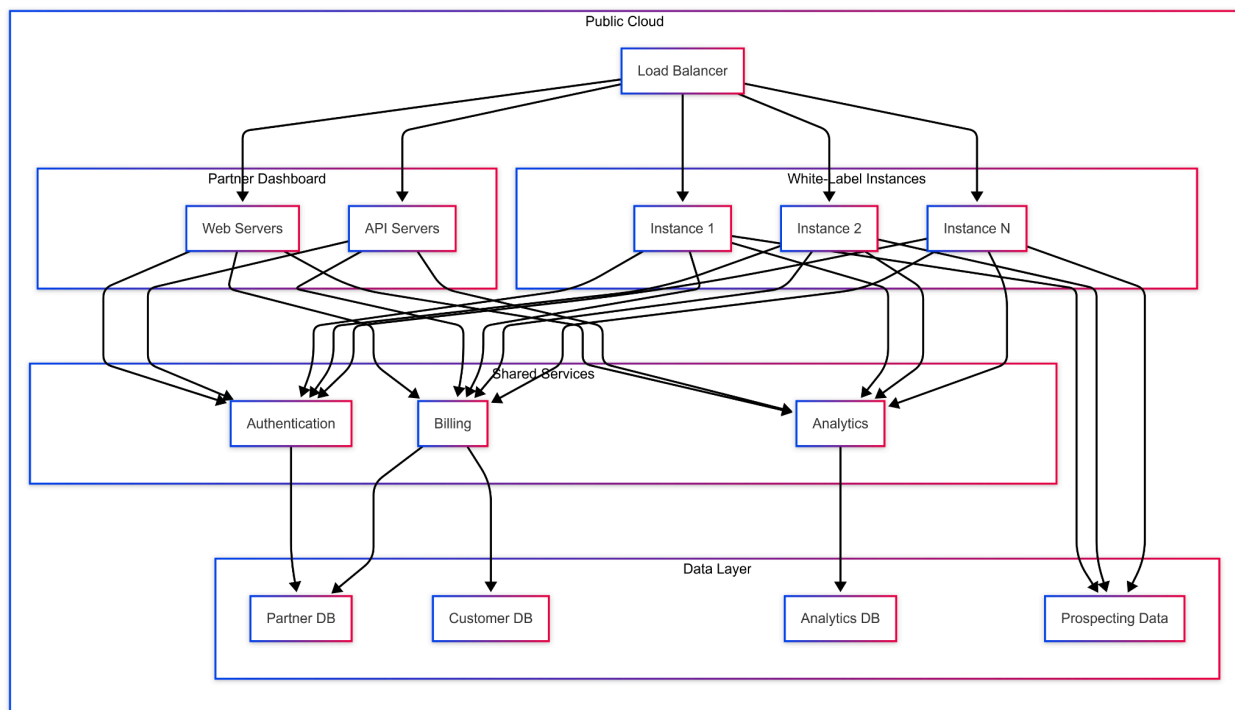 Public Cloud
Load Balancer
Partner Dashboard
White-Label Instances
Web Servers
API Servers
Instance 1
Instance 2
Instance N
Shared Services
Authentication
Billing
Analytics
Data Layer
Partner DB
Customer DB
Analytics DB
Prospecting Data